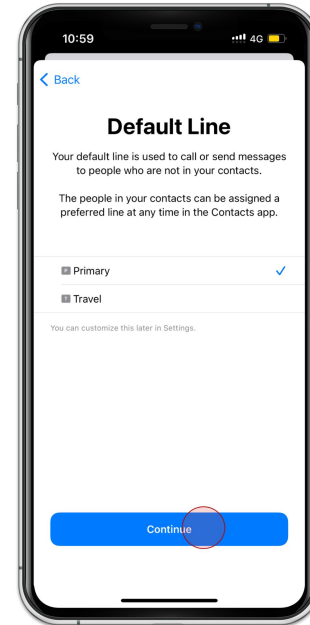 10:59
4G
Back
Default Line
Your default line is used to call or send messages
to people who are not in your contacts.
The people in your contacts can be assigned a
preferred line at any time in the Contacts app.
P Primary
T Travel
You can customize this later in Settings.
Continue